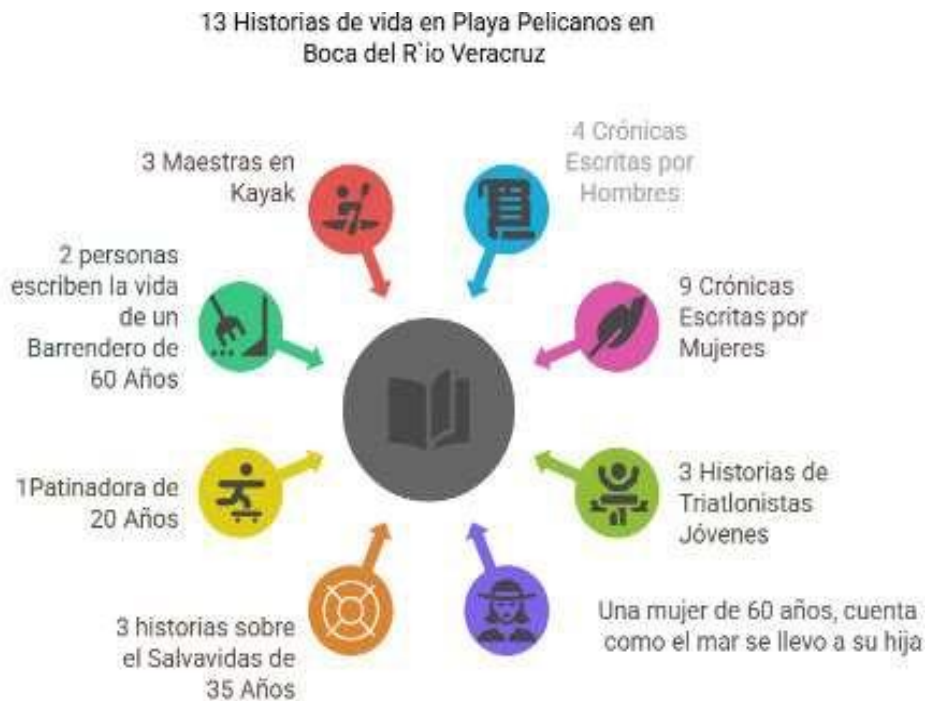 13 Historias de vida en Playa Pelicanos en
Boca del R`io Veracruz
4 Crónicas
Escritas por
Hombres
3 Maestras en
Kayak
2 personas
escriben la vida
de un
Barrendero de
60 Años
9 Crónicas
Escritas por
Mujeres
1Patinadora de
20 Años
3 Historias de
Triatlonistas
Jóvenes
3 historias sobre
el Salvavidas de
35 Años
Una mujer de 60 años, cuenta
como el mar se llevo a su hija